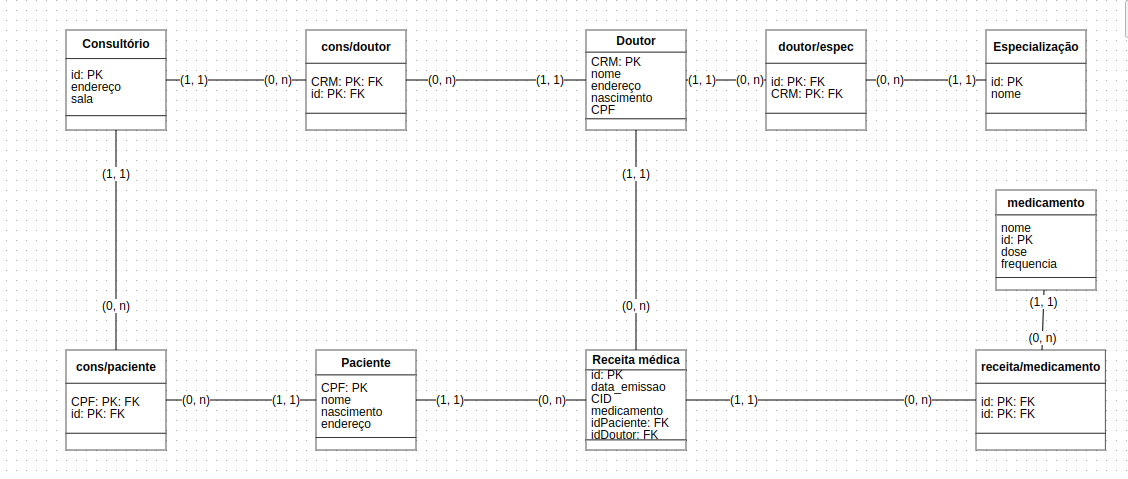 Consultório
id: PK
endereço
sala
(1, 1)
(0, n)
cons/doutor
CRM: PK: FK
id: PK: FK
(0, n)
(1, 1)
Doutor
CRM: PK
nome
endereço
nascimento
CPF
(1, 1)
(0, n)
doutor/espec
id: PK: FK
CRM: PK: FK
(0, n)
(1, 1)
Especialização
id: PK
nome
(1, 1)
(0, n)
(1, 1)
(0, n)
medicamento
nome
id: PK
dose
frequencia
(1, 1)
(0, n)
cons/paciente
CPF: PK: FK
id: PK: FK
(0, n)
(1, 1)
Paciente
CPF: PK
nome
nascimento
endereço
(1, 1)
(0, n)
Receita médica
id: PK
data_emissao
CID
medicamento
idPaciente: FK
idDoutor: FK
(1, 1)
(0, n)
receita/medicamento
id: PK: FK
id: PK: FK